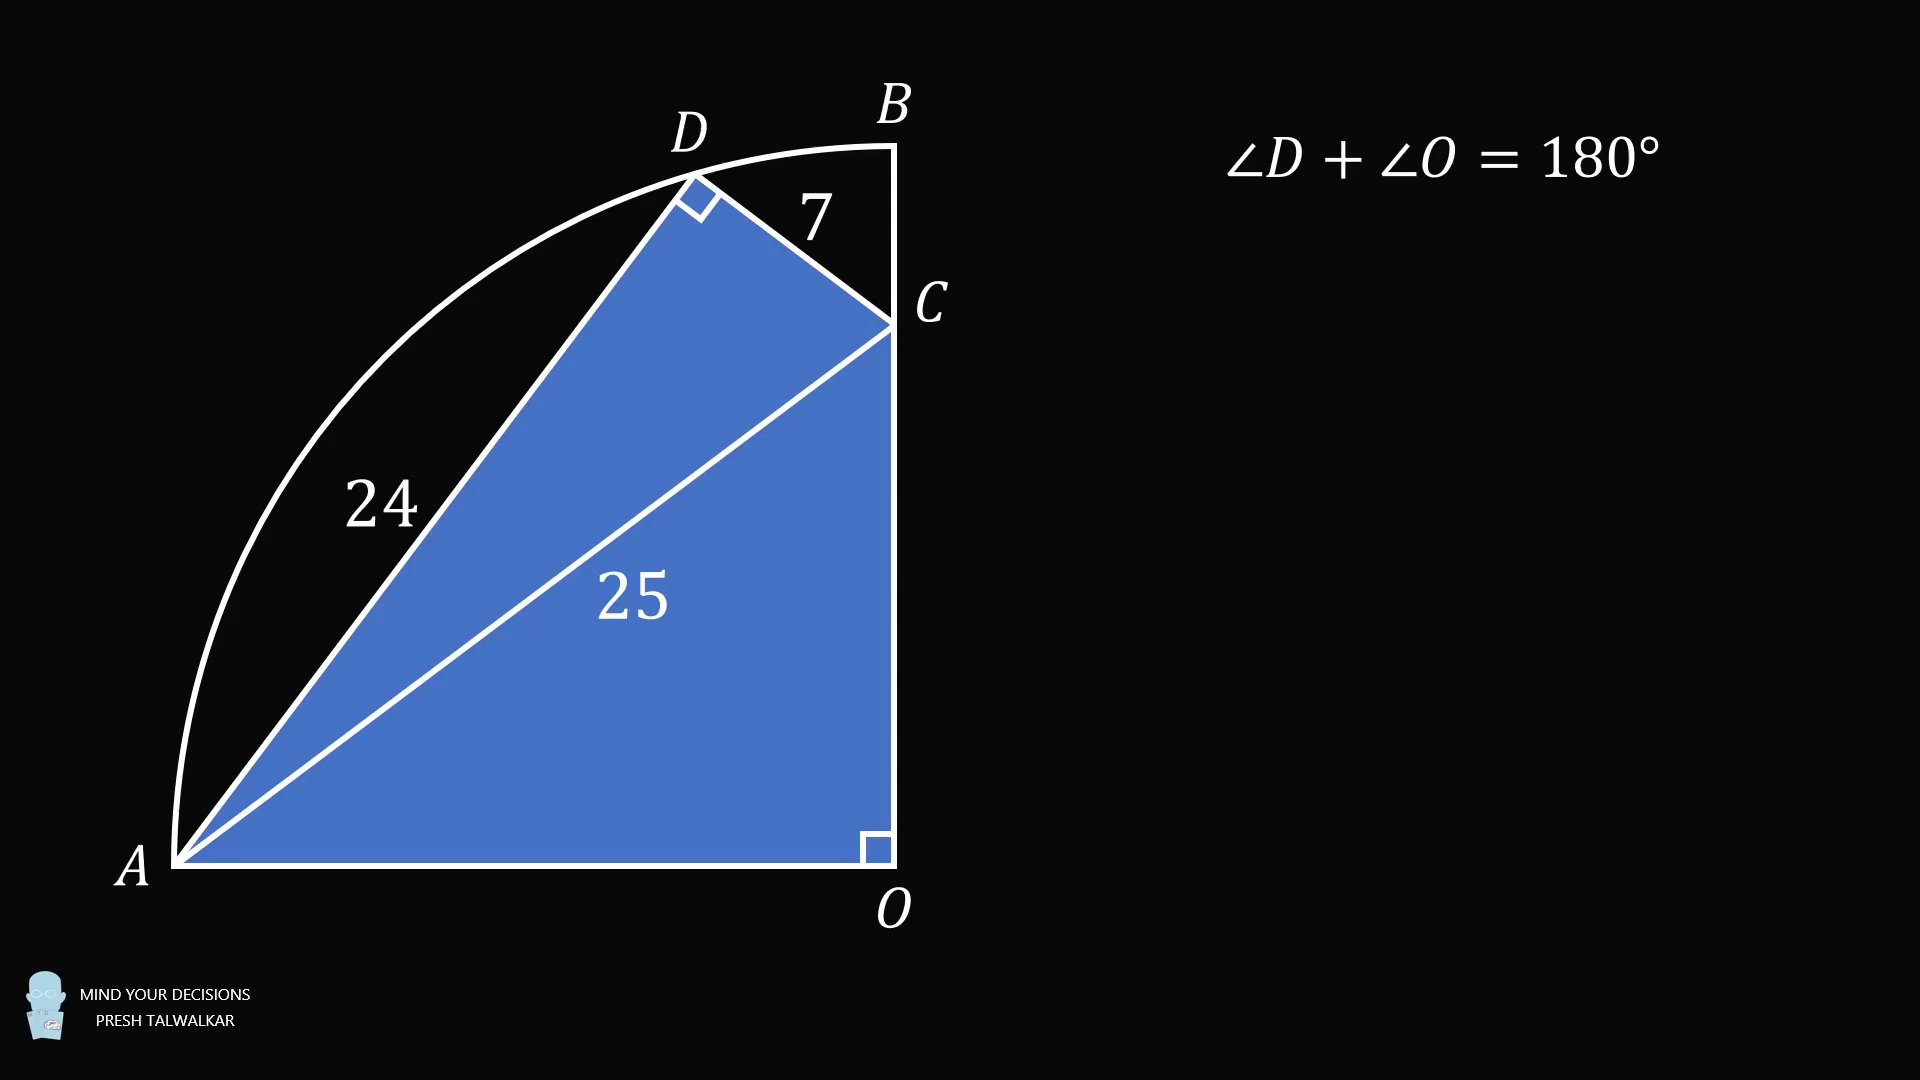 B
D
∠D + ∠O = 180°
7
C
24
25
A
O
MIND YOUR DECISIONS
PRESH TALWALKAR